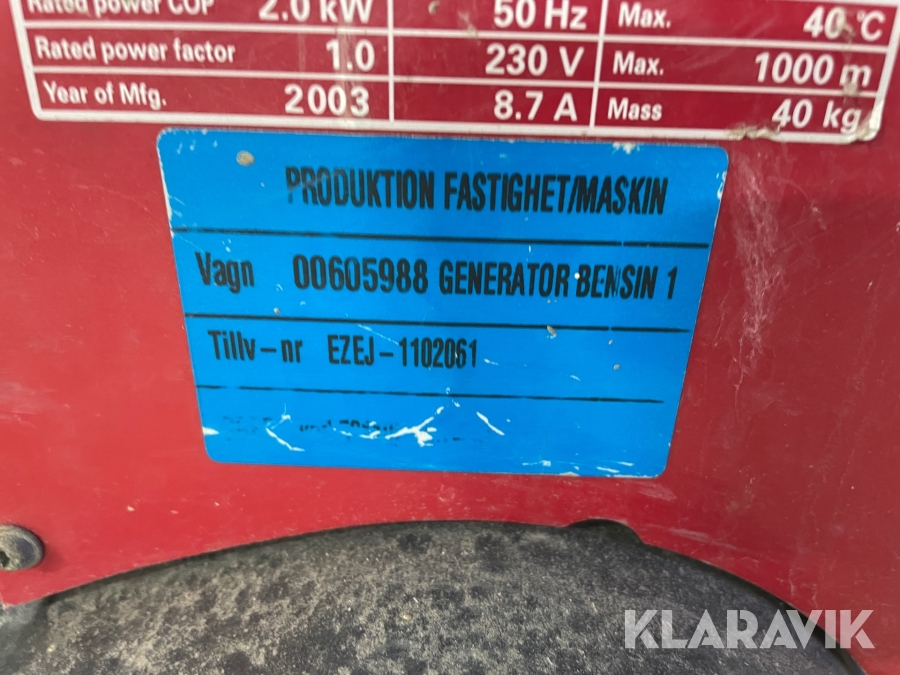 Rated power COP 2.0 kW 50 Hz Max. 40 °C
Rated power factor 1.0 230 V Max. 1000 m
Year of Mfg. 2003 8.7 A Mass 40 kg
PRODUKTION FASTIGHET/MASKIN
Vagn 00605988 GENERATOR BENSIN 1
Tillv-nr EZEJ-1102061
KLARAVIK